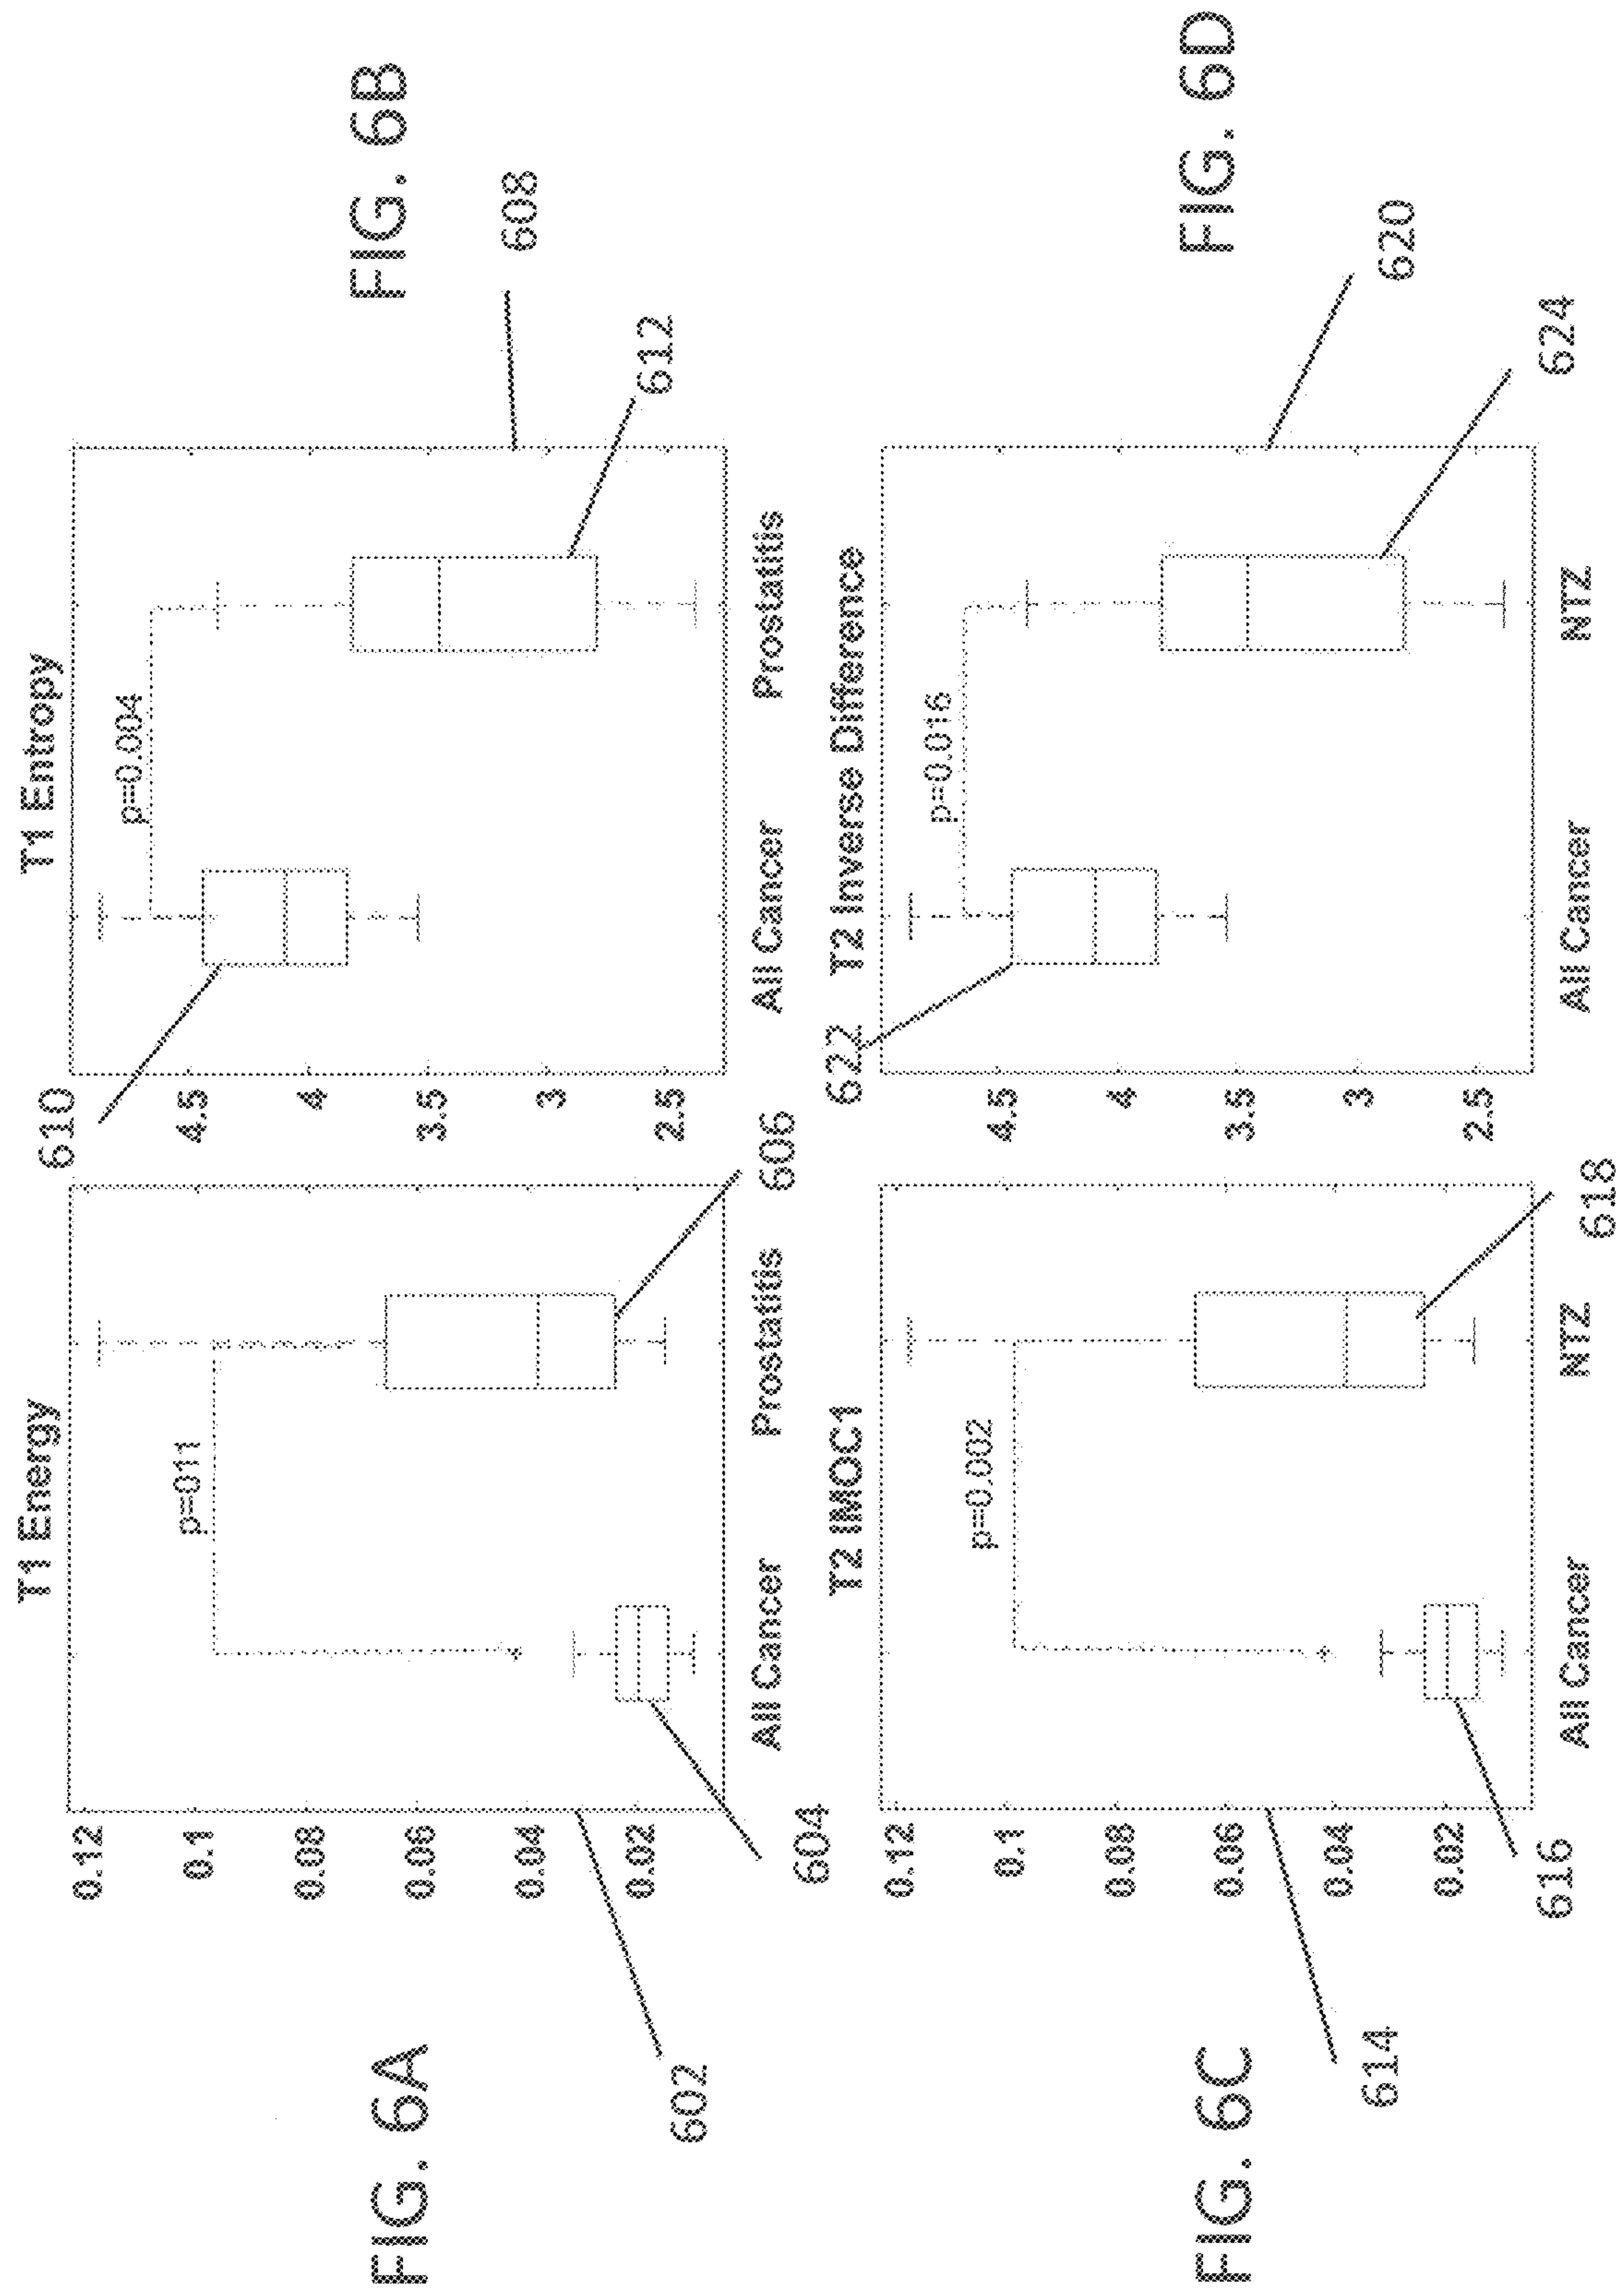 FIG. 6A
602
T1 Energy
0.12
0.1
0.08
0.06
0.04
0.02
p=011
All Cancer
Prostatitis
604
606
FIG. 6B
608
T1 Entropy
610
4.5
4
3.5
3
2.5
p=0.004
All Cancer
Prostatitis
612
FIG. 6C
614
T2 IMOC1
0.12
0.1
0.08
0.06
0.04
0.02
p=0.002
All Cancer
NTZ
616
618
FIG. 6D
620
T2 Inverse Difference
622
4.5
4
3.5
3
2.5
p=0.016
All Cancer
NTZ
624